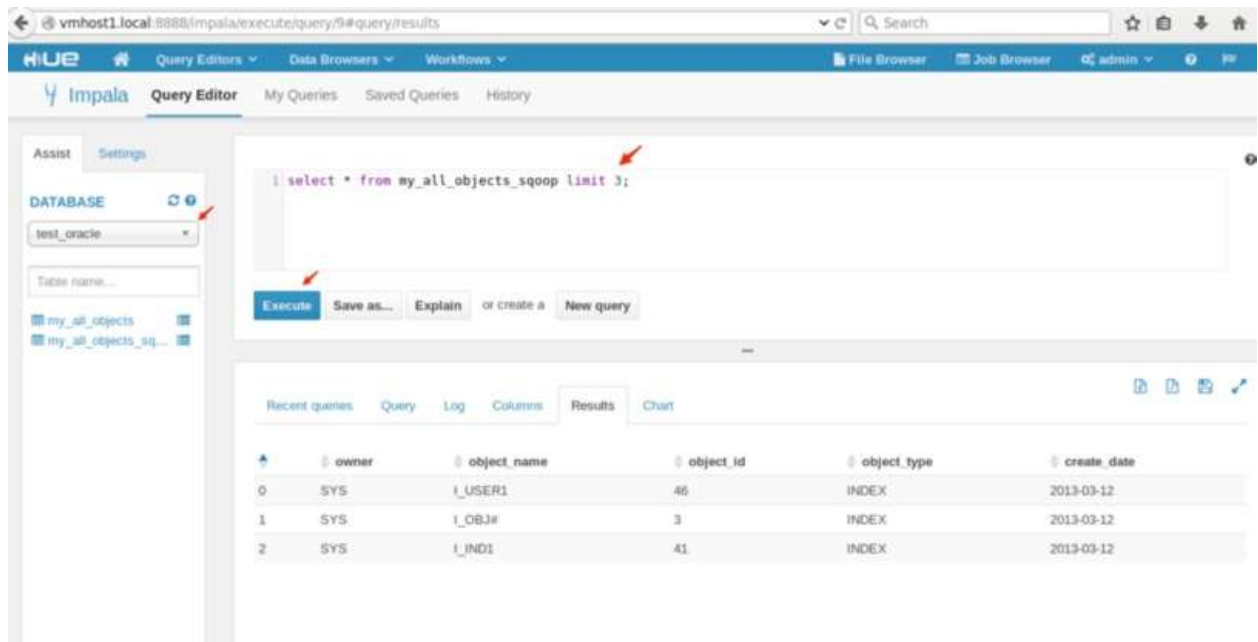 vmhost1.local:8888/impala/execute/query/9#query/results Search
HUE Query Editors Data Browsers Workflows File Browser Job Browser admin
Impala Query Editor My Queries Saved Queries History
Assist Settings
1 select * from my_all_objects_sqoop limit 3;
DATABASE
test_oracle
Table name...
Execute Save as... Explain or create a New query
my_all_objects
my_all_objects_sq...
Recent queries Query Log Columns Results Chart
owner object_name object_id object_type create_date
0 SYS I_USER1 46 INDEX 2013-03-12
1 SYS I_OBJ# 3 INDEX 2013-03-12
2 SYS I_IND1 41 INDEX 2013-03-12